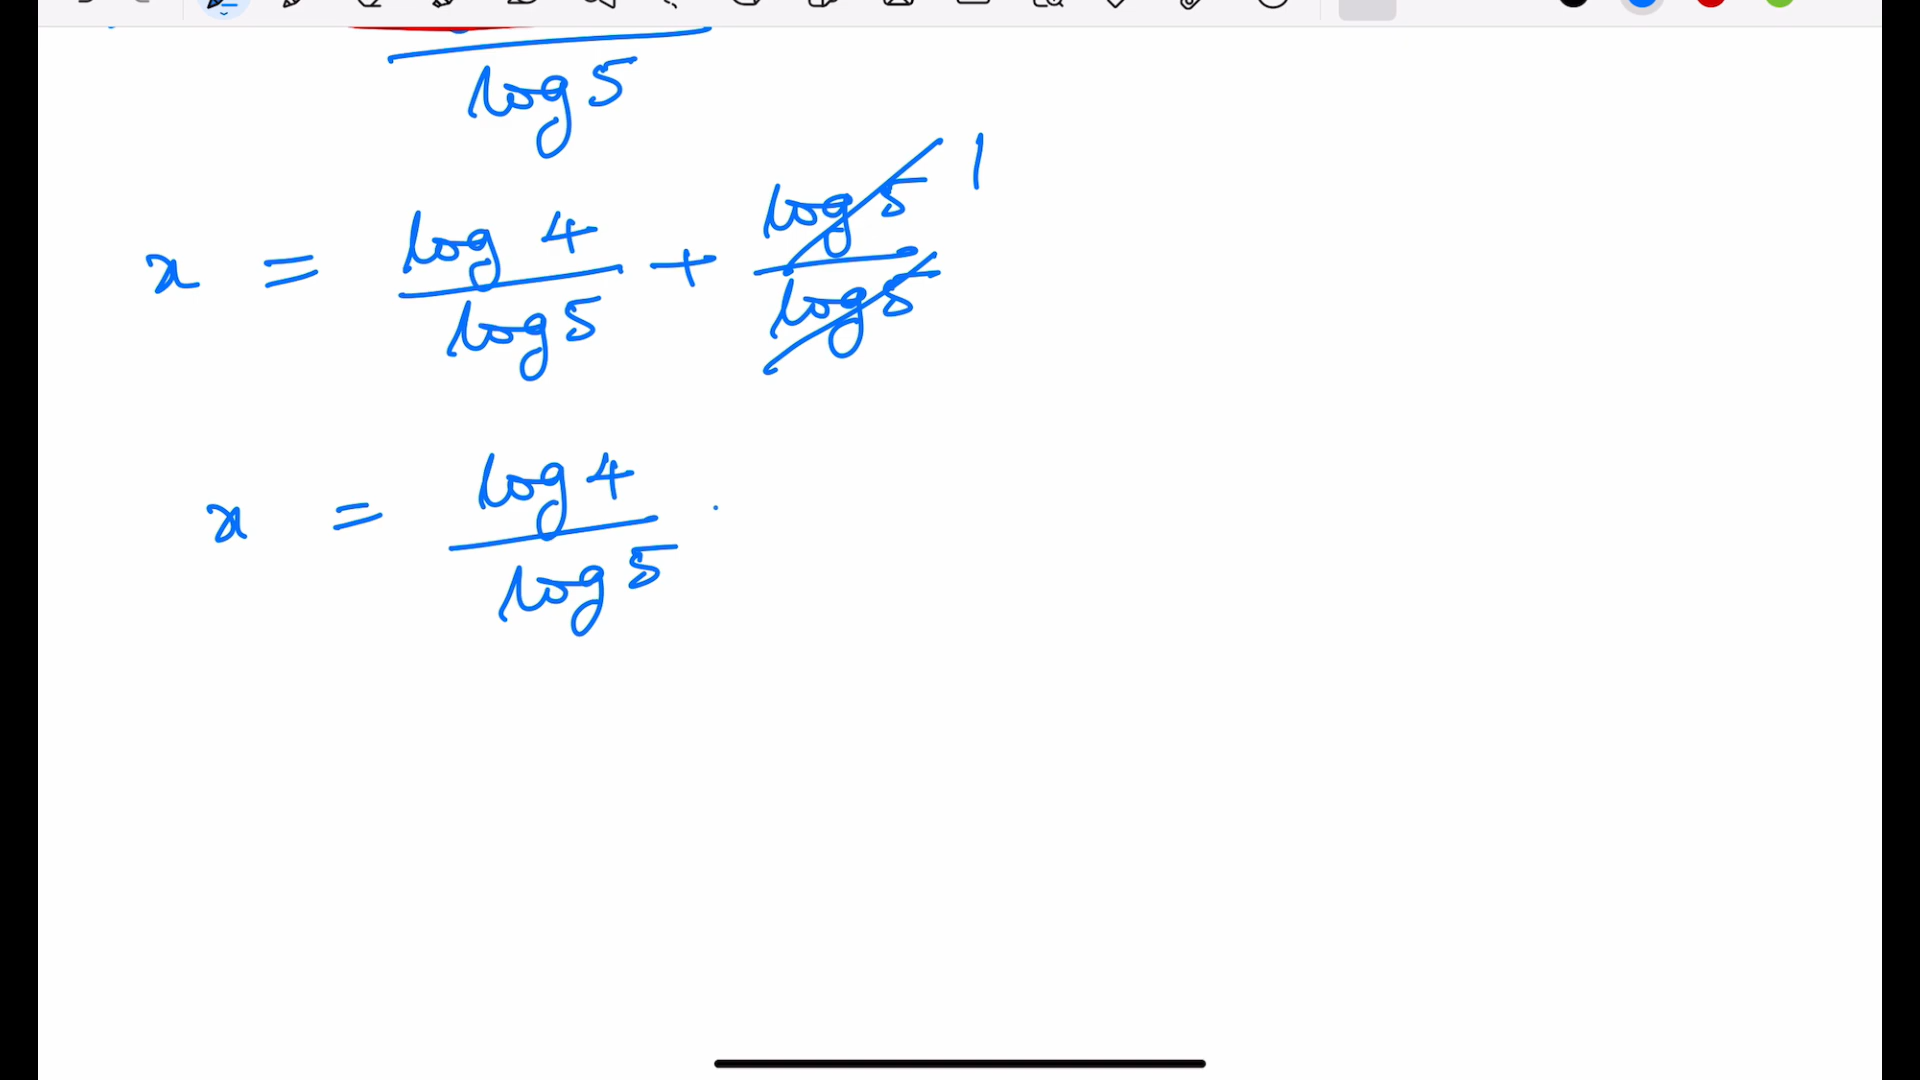 log 5
x = log 4 / log 5 + log 5 / log 5 1
x = log 4 / log 5